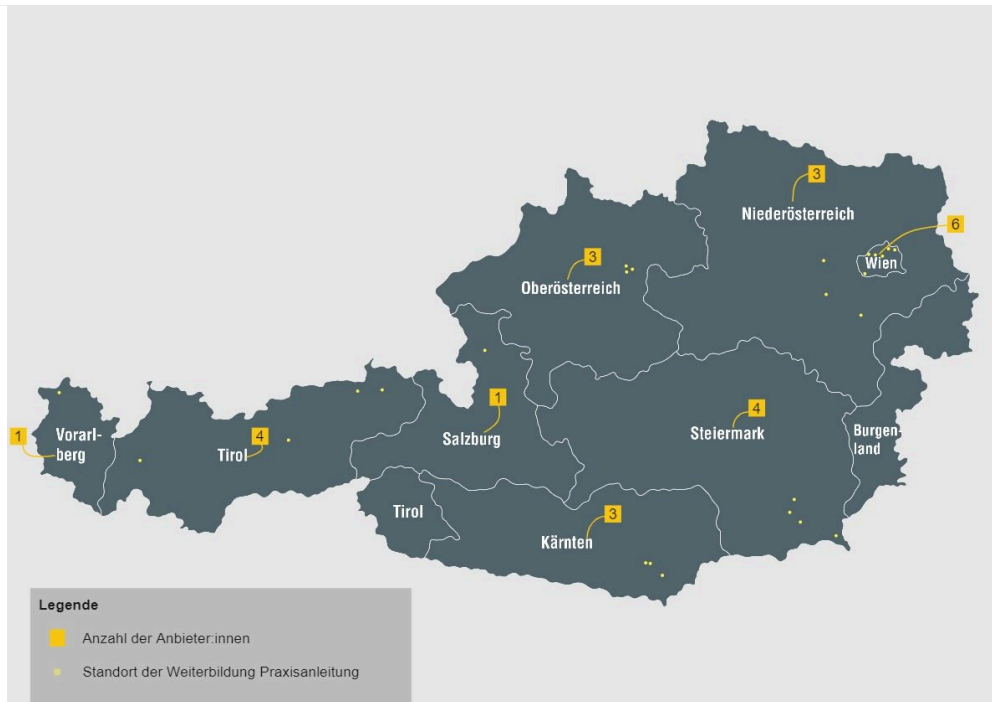 3
Niederösterreich
6
Wien
3
Oberösterreich
1
Salzburg
4
Steiermark
Burgen-
land
1
Vorarl-
berg
4
Tirol
Tirol
3
Kärnten
Legende
Anzahl der Anbieter:innen
Standort der Weiterbildung Praxisanleitung